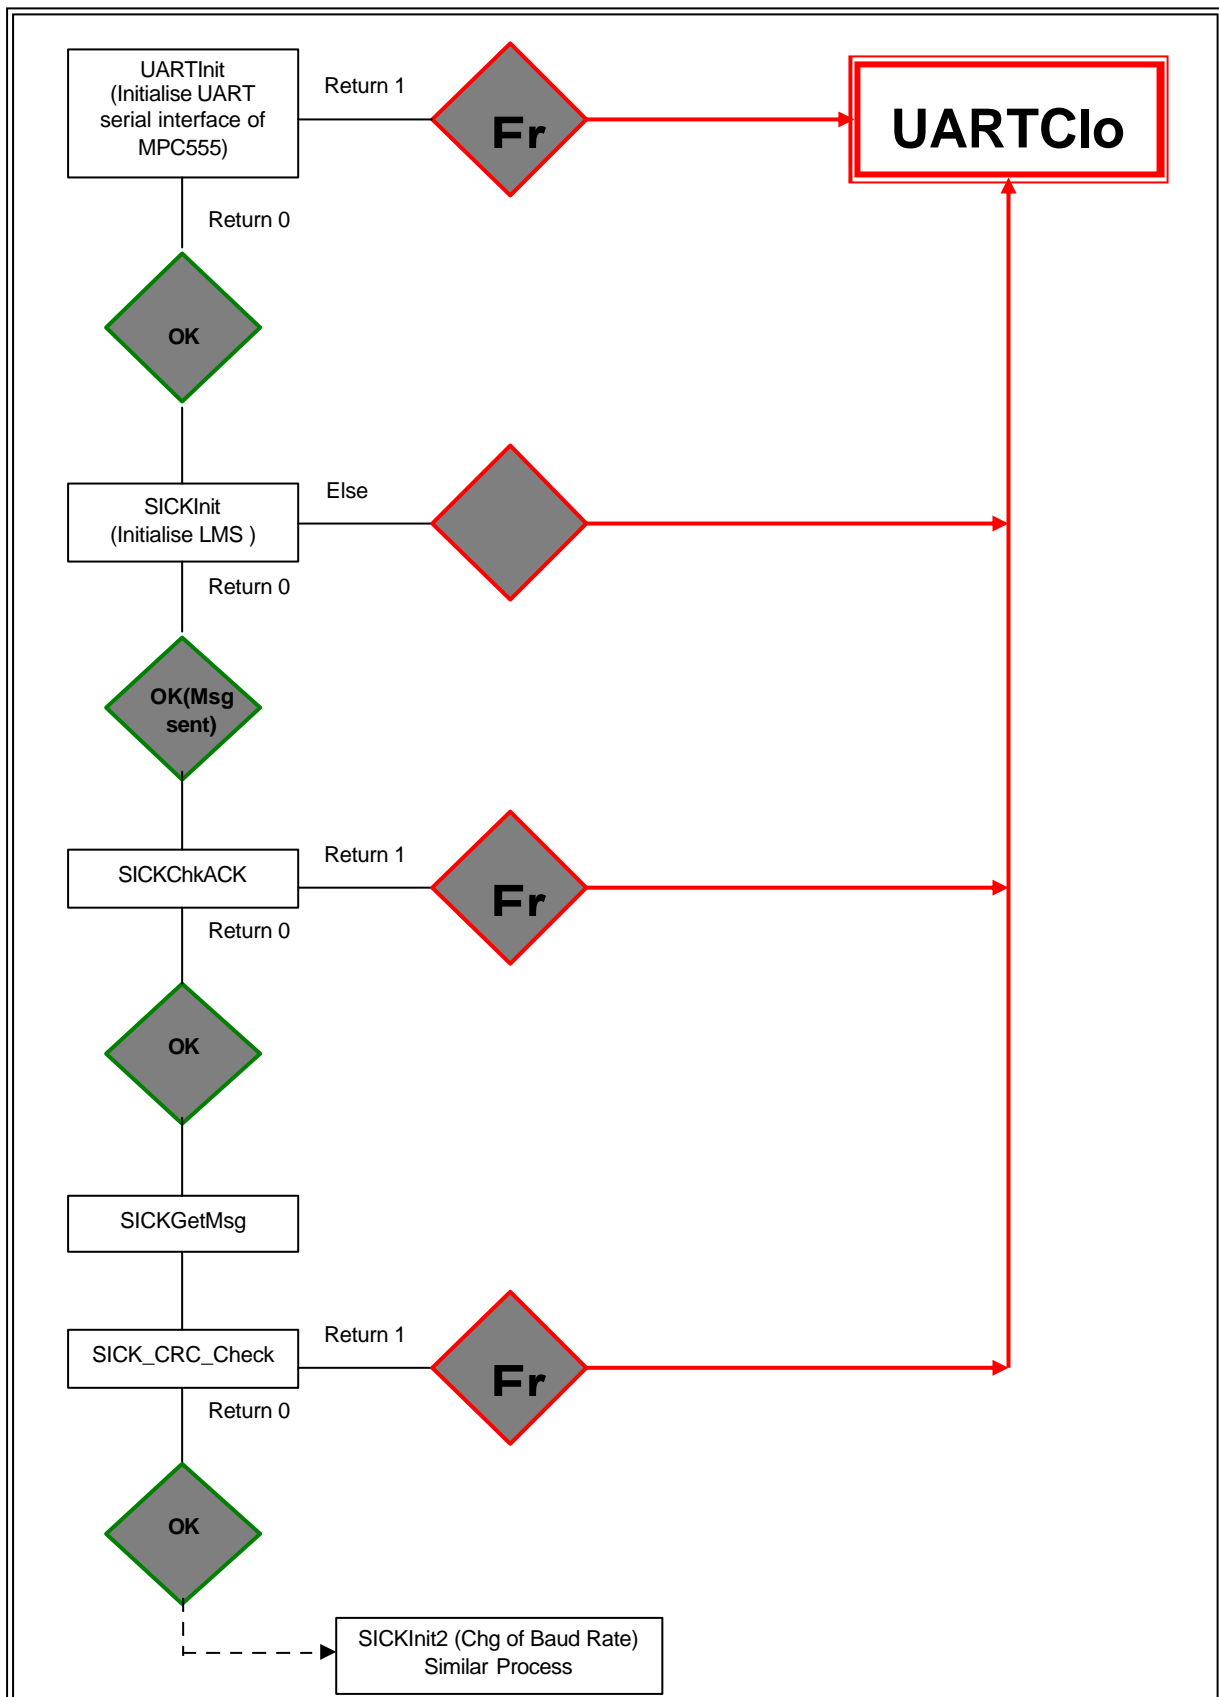 UARTInit
(Initialise UART
serial interface of
MPC555)
Return 1
Fr
UARTClo
Return 0
OK
SICKInit
(Initialise LMS )
Else
Return 0
OK(Msg
sent)
SICKChkACK
Return 1
Fr
Return 0
OK
SICKGetMsg
SICK_CRC_Check
Return 1
Fr
Return 0
OK
SICKInit2 (Chg of Baud Rate)
Similar Process